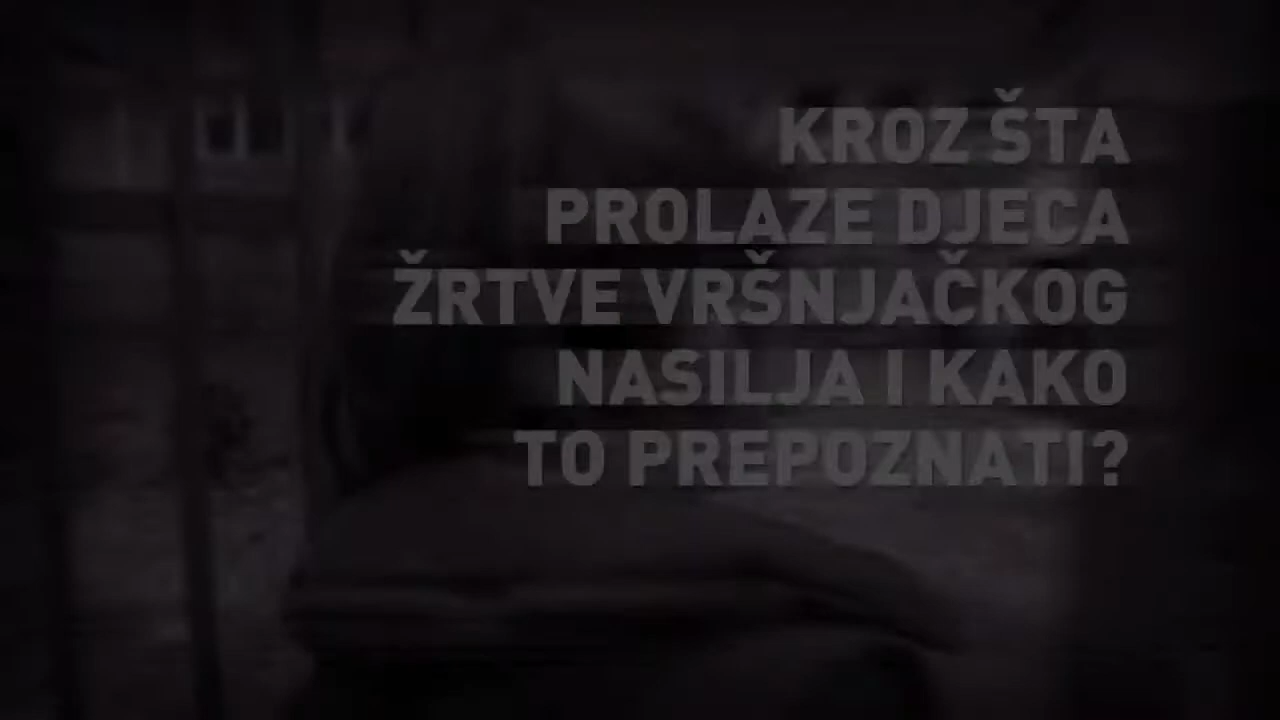 KROZ ŠTA
PROLAZE DJECA
ŽRTVE VRŠNJAČKOG
NASILJA I KAKO
TO PREPOZNATI?